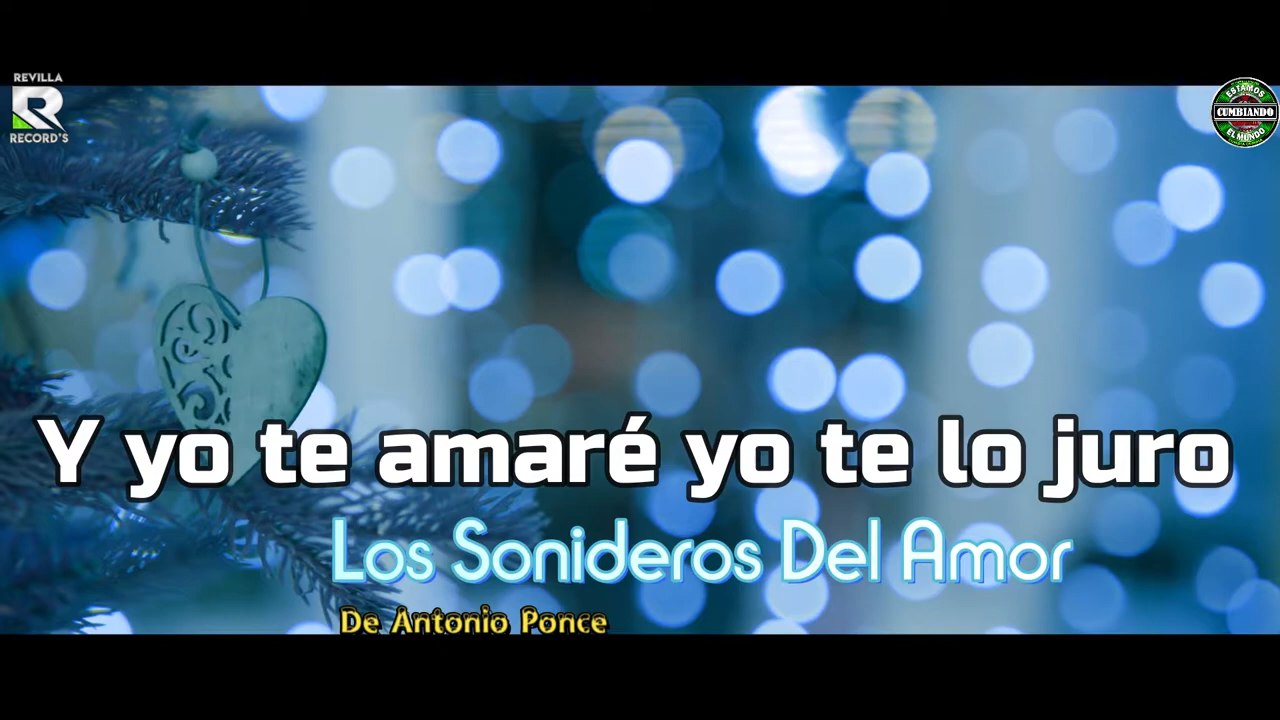 REVILLA
R
RECORD'S
ESTAMOS
CUMBIANDO
EL MUNDO
Y yo te amaré yo te lo juro
Los Sonideros Del Amor
De Antonio Ponce